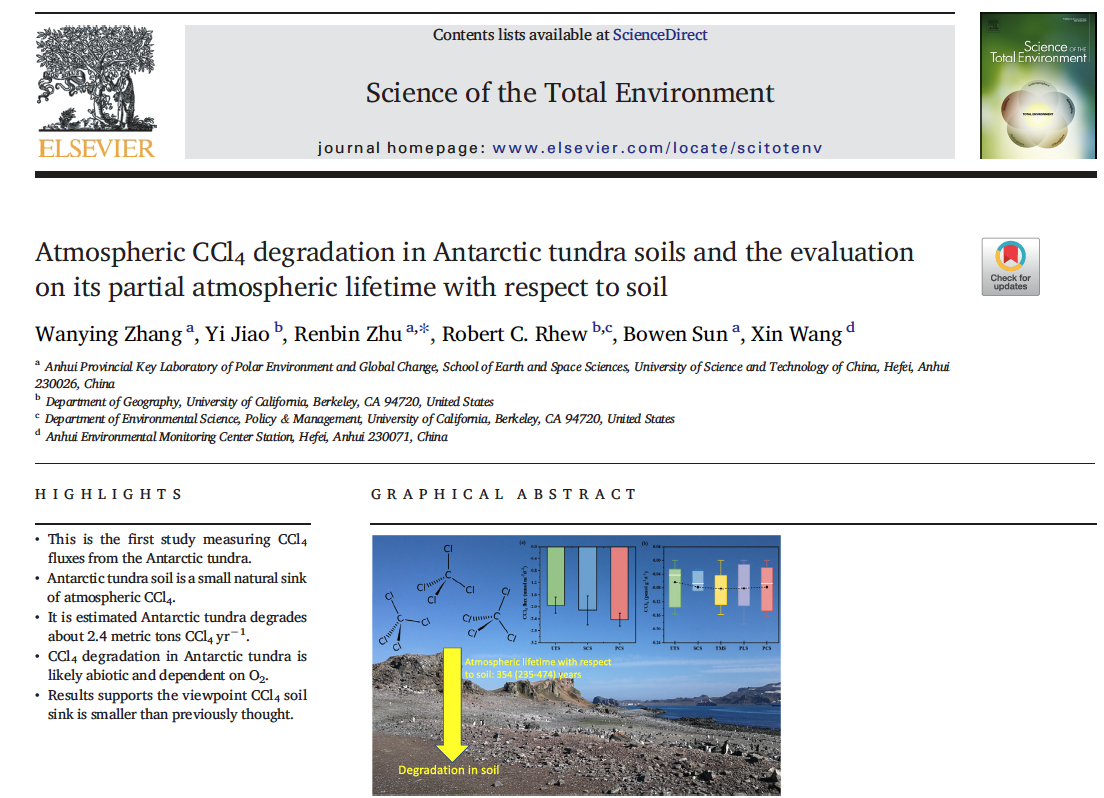 Contents lists available at ScienceDirect
Science of the Total Environment
journal homepage: www.elsevier.com/locate/scitotenv
ELSEVIER
Science OF THE
Total Environment
TOTAL ENVIRONMENT
Atmospheric CCl4 degradation in Antarctic tundra soils and the evaluation
on its partial atmospheric lifetime with respect to soil
Check for
updates
Wanying Zhang a, Yi Jiao b, Renbin Zhu a,*, Robert C. Rhew b,c, Bowen Sun a, Xin Wang d
a Anhui Provincial Key Laboratory of Polar Environment and Global Change, School of Earth and Space Sciences, University of Science and Technology of China, Hefei, Anhui
230026, China
b Department of Geography, University of California, Berkeley, CA 94720, United States
c Department of Environmental Science, Policy & Management, University of California, Berkeley, CA 94720, United States
d Anhui Environmental Monitoring Center Station, Hefei, Anhui 230071, China
HIGHLIGHTS
• This is the first study measuring CCl4
fluxes from the Antarctic tundra.
• Antarctic tundra soil is a small natural sink
of atmospheric CCl4.
• It is estimated Antarctic tundra degrades
about 2.4 metric tons CCl4 yr−1.
• CCl4 degradation in Antarctic tundra is
likely abiotic and dependent on O2.
• Results supports the viewpoint CCl4 soil
sink is smaller than previously thought.
GRAPHICAL ABSTRACT
Cl
Cl
Cl
C
Cl
Cl
Cl
C
Cl
Cl
Cl
Cl
C
Cl
Cl
(a)
UTS SCS PCS
(b)
UTS SCS TMS PLS PCS
Atmospheric lifetime with respect
to soil: 354 (235-474) years
Degradation in soil